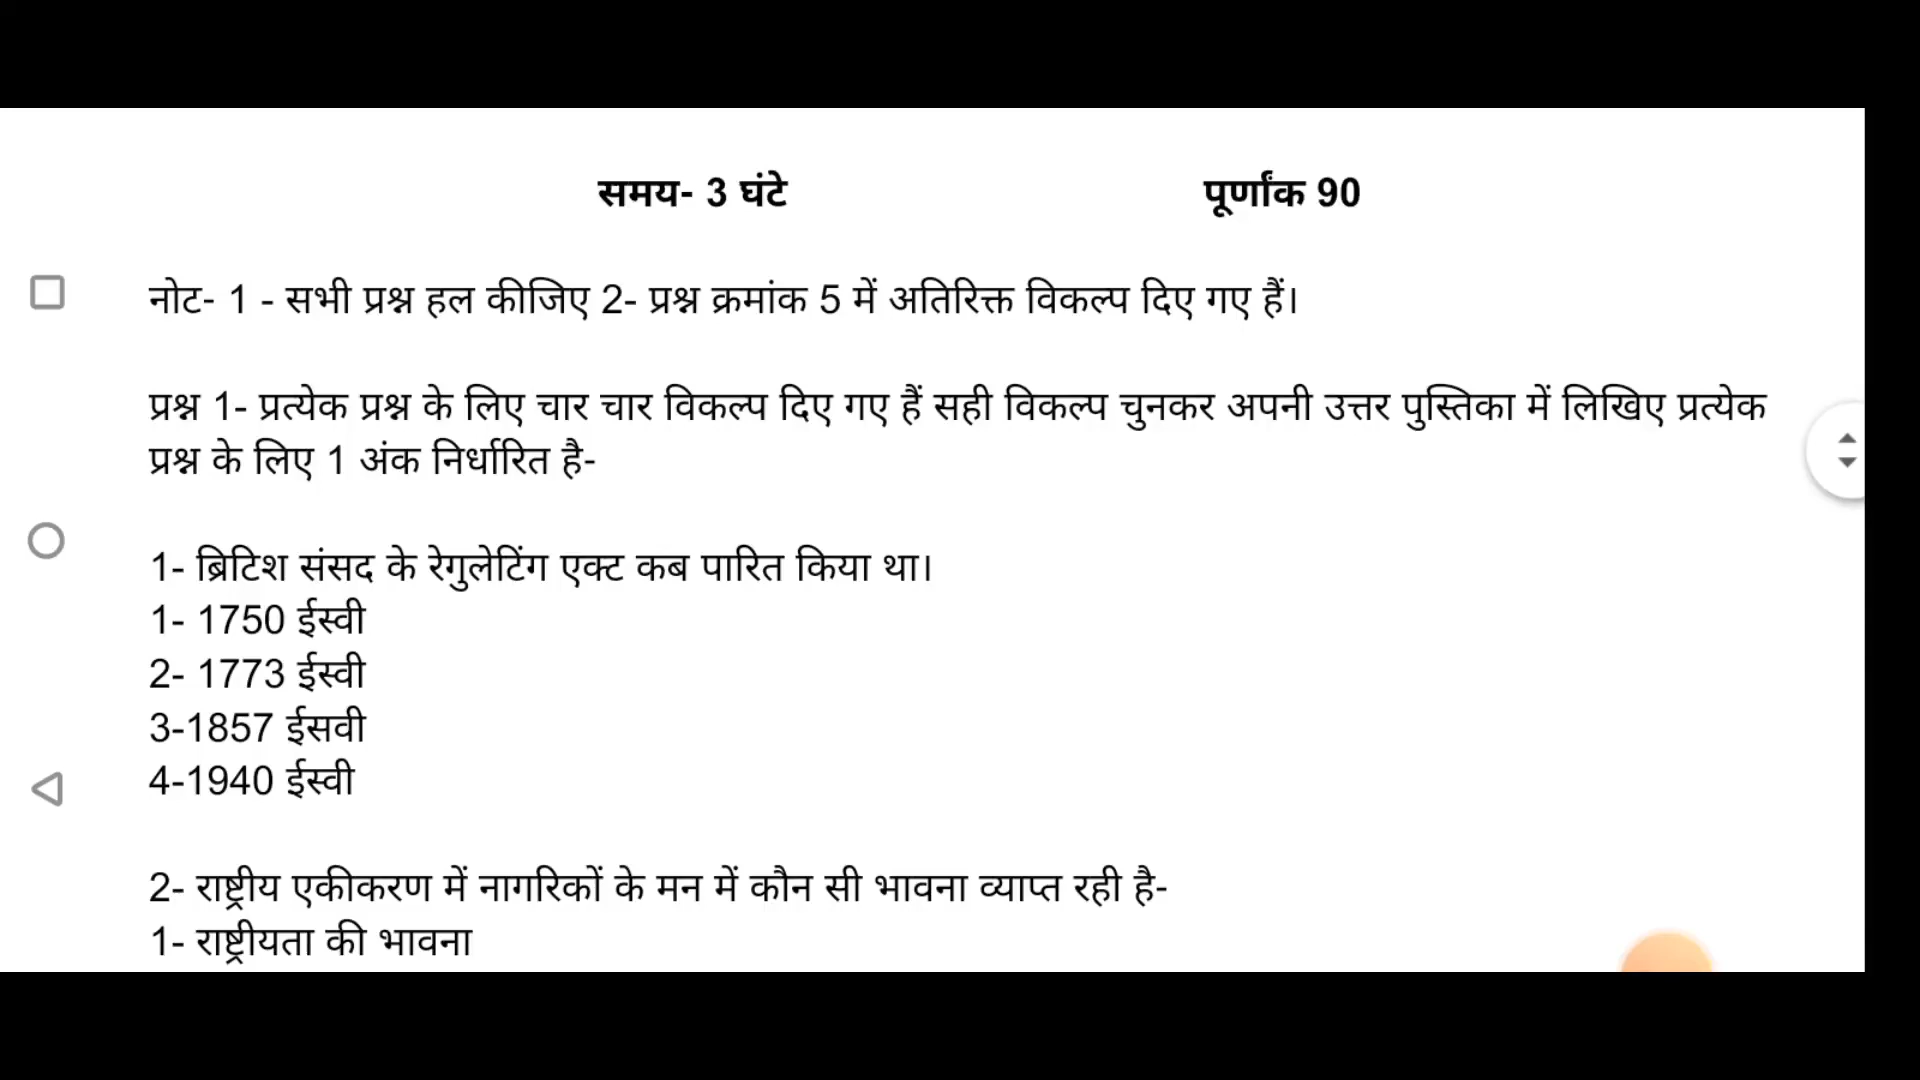 समय- 3 घंटे पूर्णांक 90
नोट- 1 - सभी प्रश्न हल कीजिए 2- प्रश्न क्रमांक 5 में अतिरिक्त विकल्प दिए गए हैं।
प्रश्न 1- प्रत्येक प्रश्न के लिए चार चार विकल्प दिए गए हैं सही विकल्प चुनकर अपनी उत्तर पुस्तिका में लिखिए प्रत्येक
प्रश्न के लिए 1 अंक निर्धारित है-
1- ब्रिटिश संसद के रेगुलेटिंग एक्ट कब पारित किया था।
1- 1750 ईस्वी
2- 1773 ईस्वी
3-1857 ईसवी
4-1940 ईस्वी
2- राष्ट्रीय एकीकरण में नागरिकों के मन में कौन सी भावना व्याप्त रही है-
1- राष्ट्रीयता की भावना